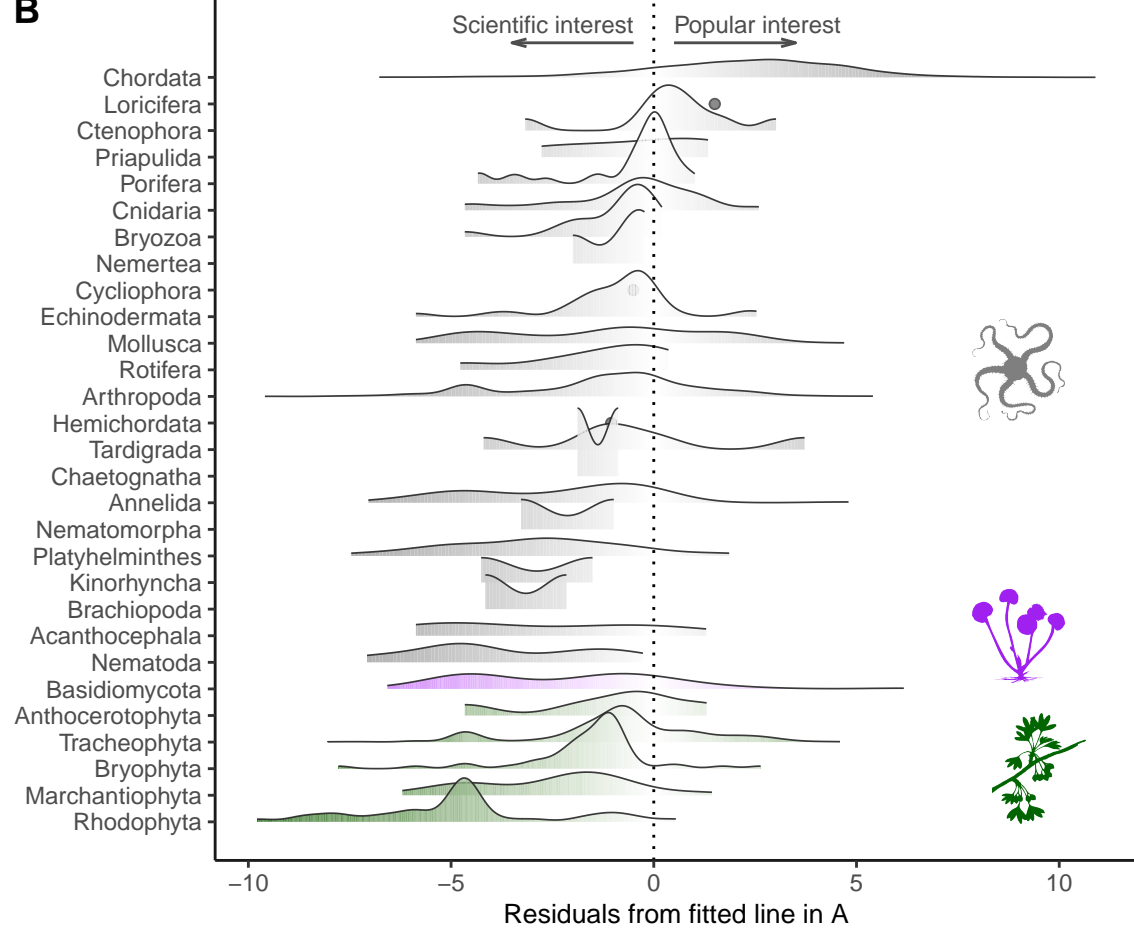 B
Scientific interest Popular interest
Chordata
Loricifera
Ctenophora
Priapulida
Porifera
Cnidaria
Bryozoa
Nemertea
Cycliophora
Echinodermata
Mollusca
Rotifera
Arthropoda
Hemichordata
Tardigrada
Chaetognatha
Annelida
Nematomorpha
Platyhelminthes
Kinorhyncha
Brachiopoda
Acanthocephala
Nematoda
Basidiomycota
Anthocerotophyta
Tracheophyta
Bryophyta
Marchantiophyta
Rhodophyta
−10 −5 0 5 10
Residuals from fitted line in A